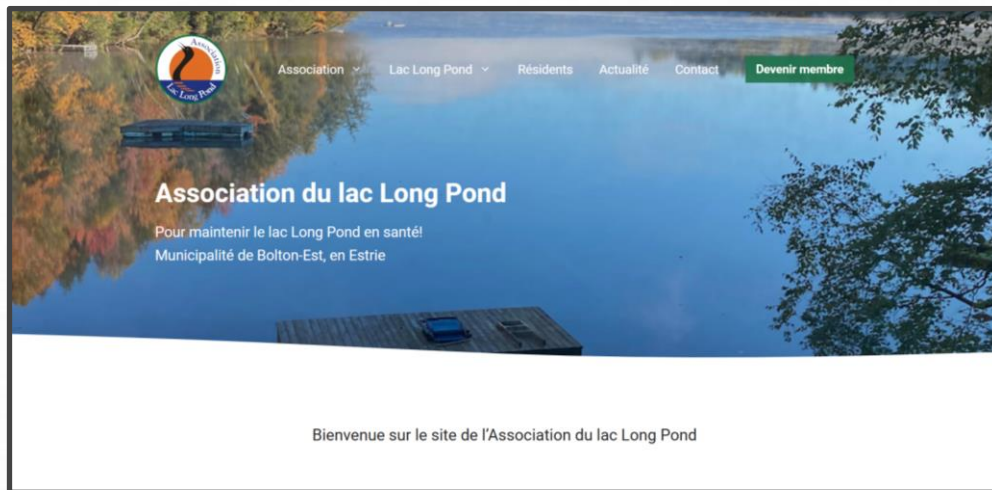 Association
Lac Long Pond
Association
Lac Long Pond
Résidents
Actualité
Contact
Devenir membre
Association du lac Long Pond
Pour maintenir le lac Long Pond en santé!
Municipalité de Bolton-Est, en Estrie
Bienvenue sur le site de l'Association du lac Long Pond